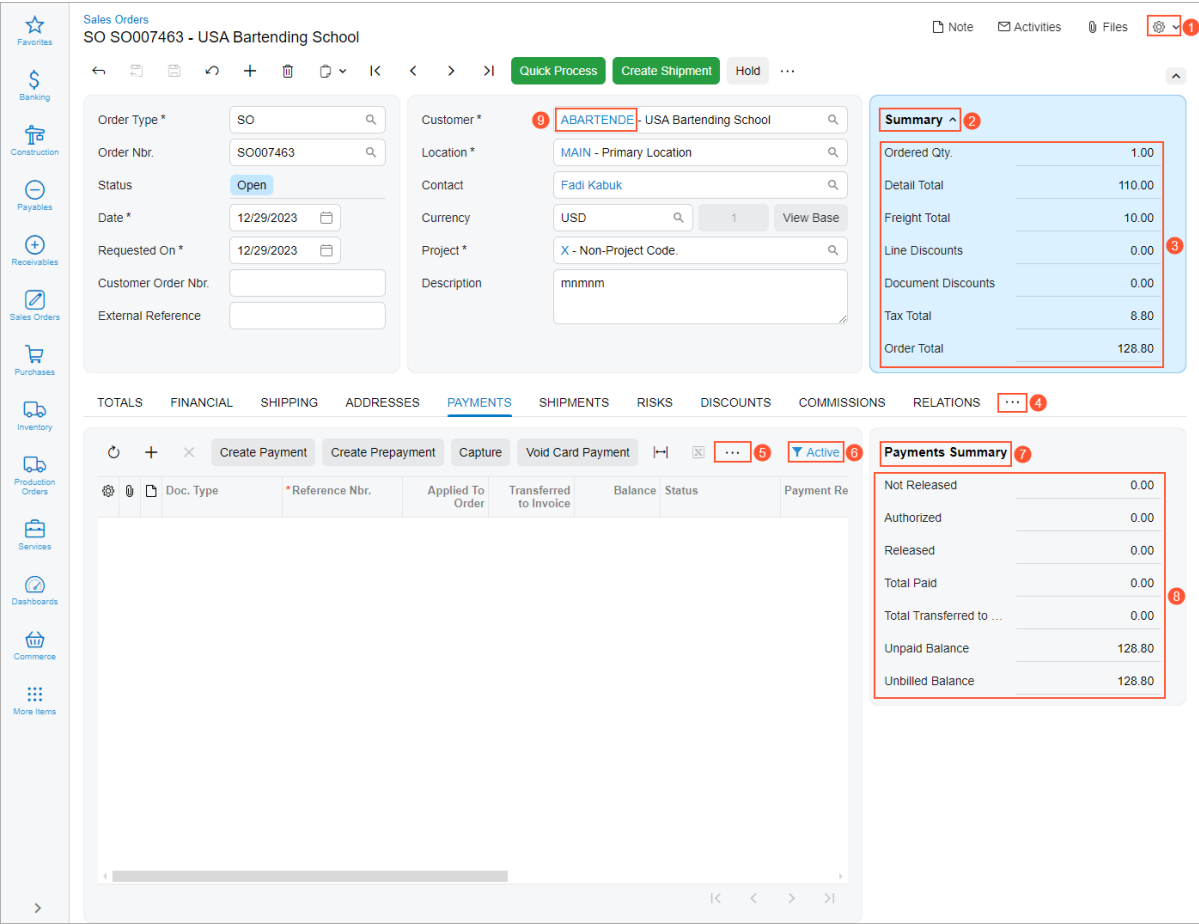 Favorites
Banking
Construction
Payables
Receivables
Sales Orders
Purchases
Inventory
Production
Orders
Services
Dashboards
Commerce
More Items
Sales Orders
SO SO007463 - USA Bartending School
Note
Activities
Files
1
Quick Process
Create Shipment
Hold
Order Type *
SO
Order Nbr.
SO007463
Status
Open
Date *
12/29/2023
Requested On *
12/29/2023
Customer Order Nbr.
External Reference
Customer *
9
ABARTENDE - USA Bartending School
Location *
MAIN - Primary Location
Contact
Fadi Kabuk
Currency
USD
1
View Base
Project *
X - Non-Project Code.
Description
mnmnm
Summary
2
Ordered Qty. 1.00
Detail Total 110.00
Freight Total 10.00
Line Discounts 0.00
3
Document Discounts 0.00
Tax Total 8.80
Order Total 128.80
TOTALS FINANCIAL SHIPPING ADDRESSES PAYMENTS SHIPMENTS RISKS DISCOUNTS COMMISSIONS RELATIONS ... 4
Create Payment
Create Prepayment
Capture
Void Card Payment
... 5
Active 6
Doc. Type
*Reference Nbr.
Applied To
Order
Transferred
to Invoice
Balance
Status
Payment Re
Payments Summary 7
Not Released 0.00
Authorized 0.00
Released 0.00
Total Paid 0.00
8
Total Transferred to ... 0.00
Unpaid Balance 128.80
Unbilled Balance 128.80